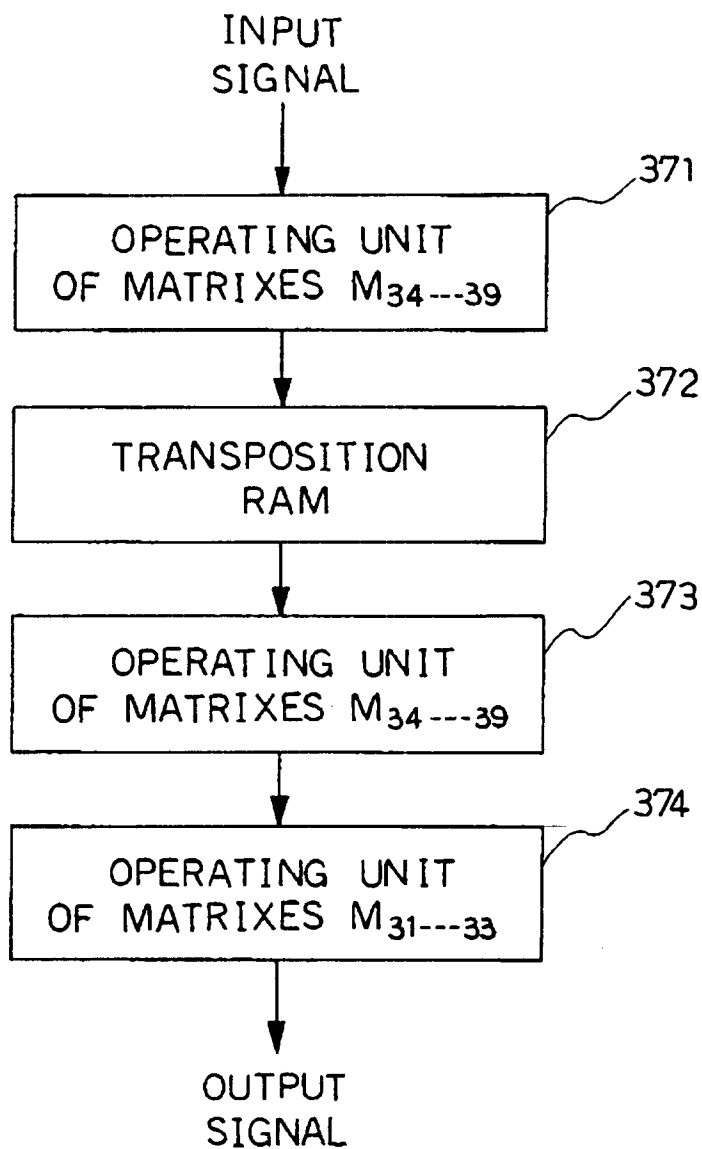 INPUT
SIGNAL
371
OPERATING UNIT
OF MATRIXES M34---39
372
TRANSPOSITION
RAM
373
OPERATING UNIT
OF MATRIXES M34---39
374
OPERATING UNIT
OF MATRIXES M31---33
OUTPUT
SIGNAL